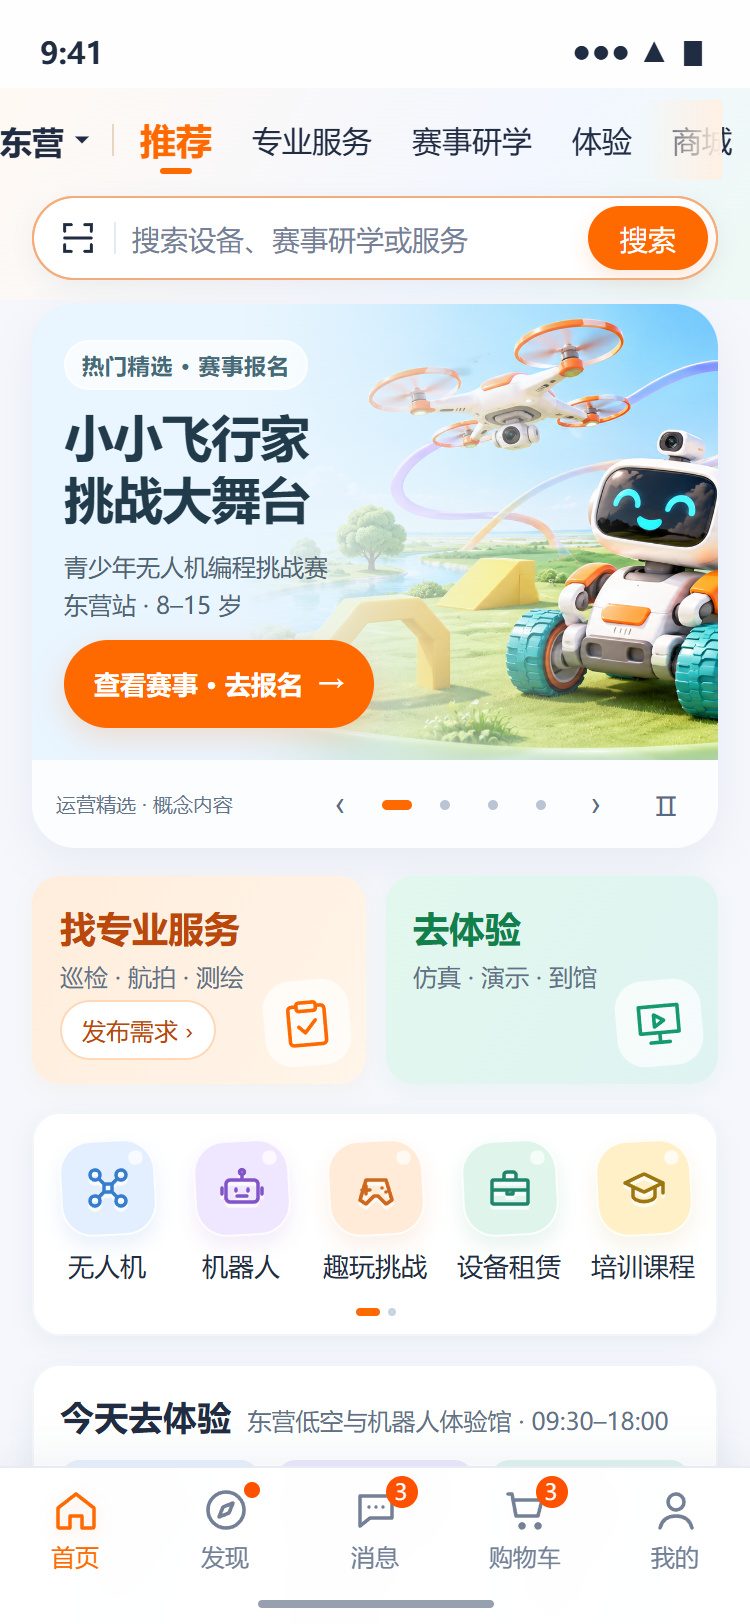 9:41
东营
推荐
专业服务
赛事研学
体验
商城
搜索设备、赛事研学或服务
搜索
热门精选 • 赛事报名
小小飞行家
挑战大舞台
青少年无人机编程挑战赛
东营站 · 8–15 岁
查看赛事 • 去报名 →
运营精选 · 概念内容
找专业服务
巡检 · 航拍 · 测绘
发布需求 ›
去体验
仿真 · 演示 · 到馆
无人机
机器人
趣玩挑战
设备租赁
培训课程
今天去体验
东营低空与机器人体验馆 · 09:30–18:00
3
3
首页
发现
消息
购物车
我的